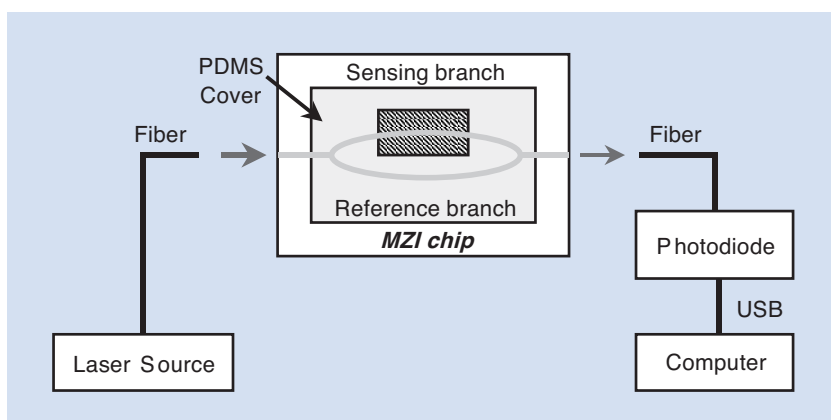 PDMS
Cover
Sensing branch
Fiber
Fiber
Reference branch
MZI chip
Photodiode
USB
Laser Source
Computer